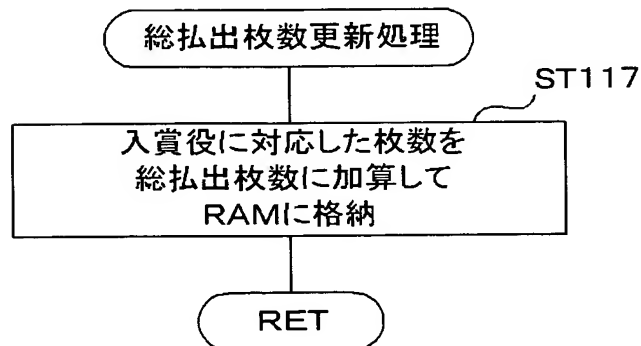 総払出枚数更新処理
ST117
入賞役に対応した枚数を
総払出枚数に加算して
RAMに格納
RET